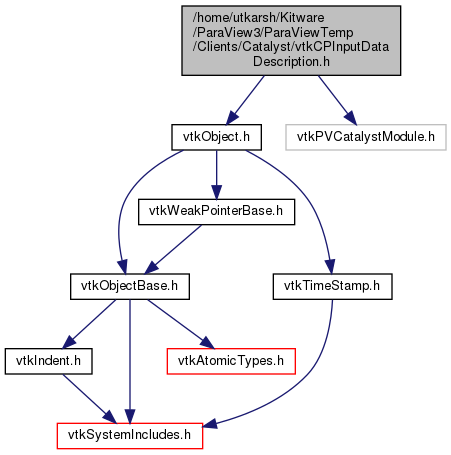 /home/utkarsh/Kitware
/ParaView3/ParaViewTemp
/Clients/Catalyst/vtkCPInputData
Description.h
vtkObject.h
vtkPVCatalystModule.h
vtkWeakPointerBase.h
vtkObjectBase.h
vtkTimeStamp.h
vtkIndent.h
vtkAtomicTypes.h
vtkSystemIncludes.h